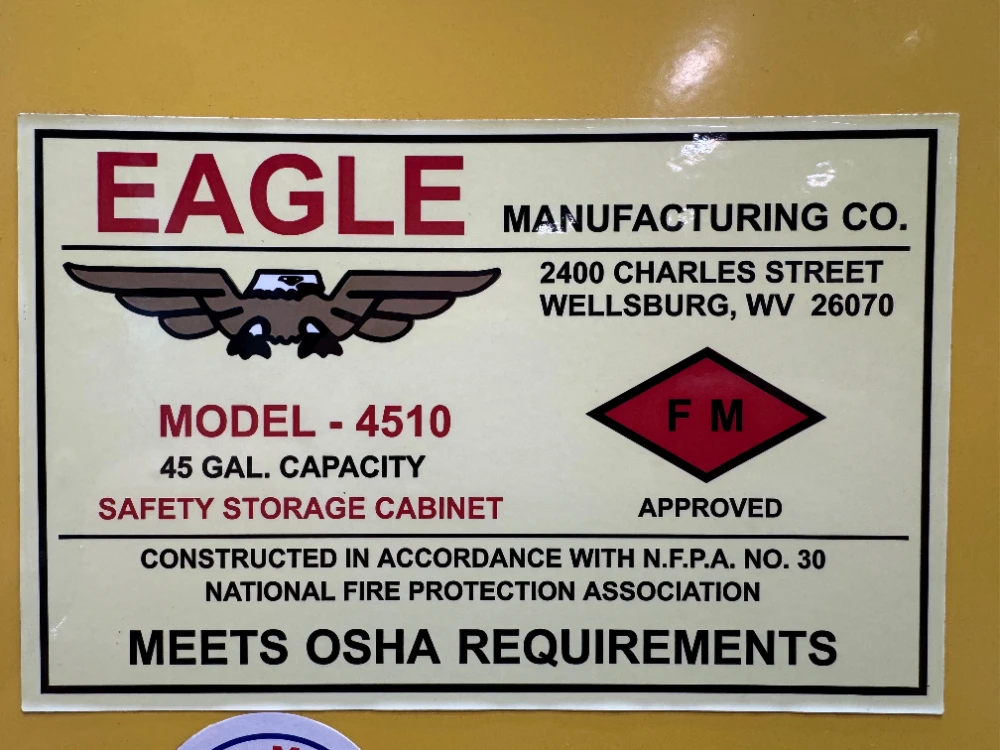 EAGLE MANUFACTURING CO.
2400 CHARLES STREET
WELLSBURG, WV 26070
MODEL - 4510
45 GAL. CAPACITY
SAFETY STORAGE CABINET
F M
APPROVED
CONSTRUCTED IN ACCORDANCE WITH N.F.P.A. NO. 30
NATIONAL FIRE PROTECTION ASSOCIATION
MEETS OSHA REQUIREMENTS